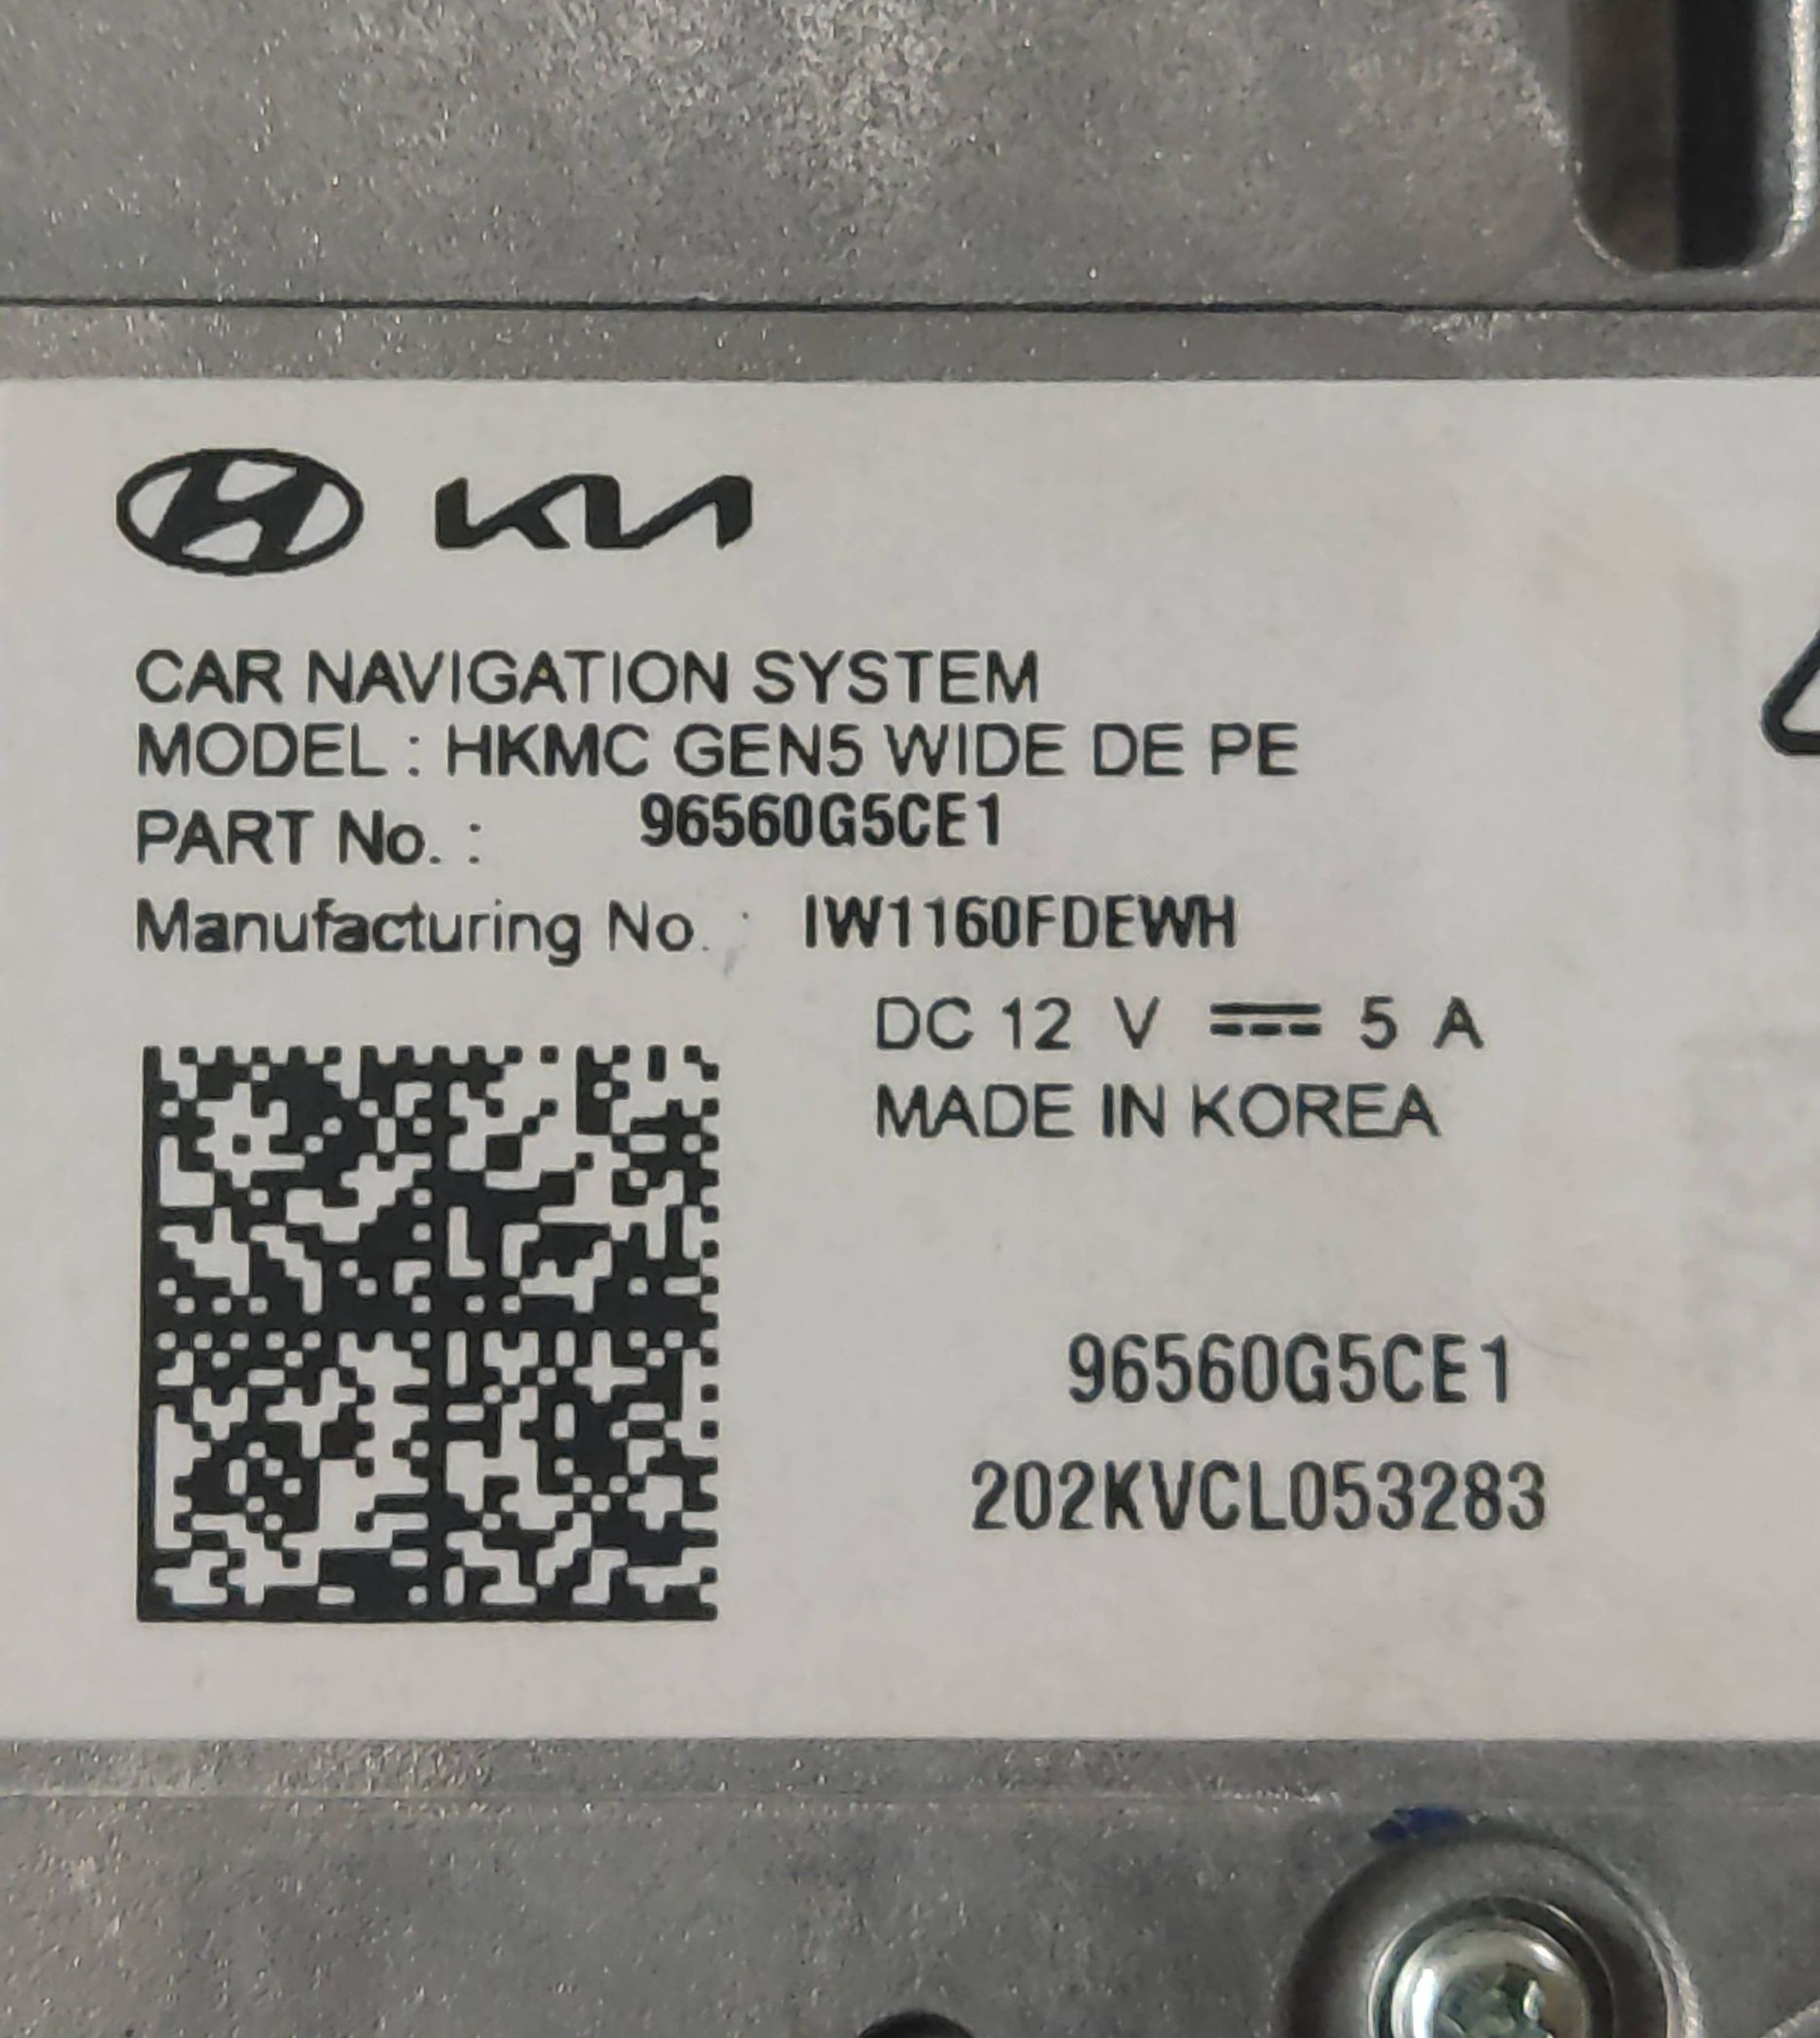 KIA
CAR NAVIGATION SYSTEM
MODEL : HKMC GEN5 WIDE DE PE
PART No. : 96560G5CE1
Manufacturing No. : IW1160FDEWH
DC 12 V ⎓ 5 A
MADE IN KOREA
96560G5CE1
202KVCL053283